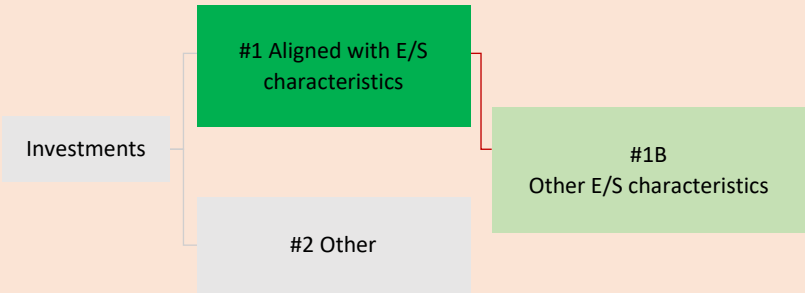 #1 Aligned with E/S
characteristics
Investments
#1B
Other E/S characteristics
#2 Other